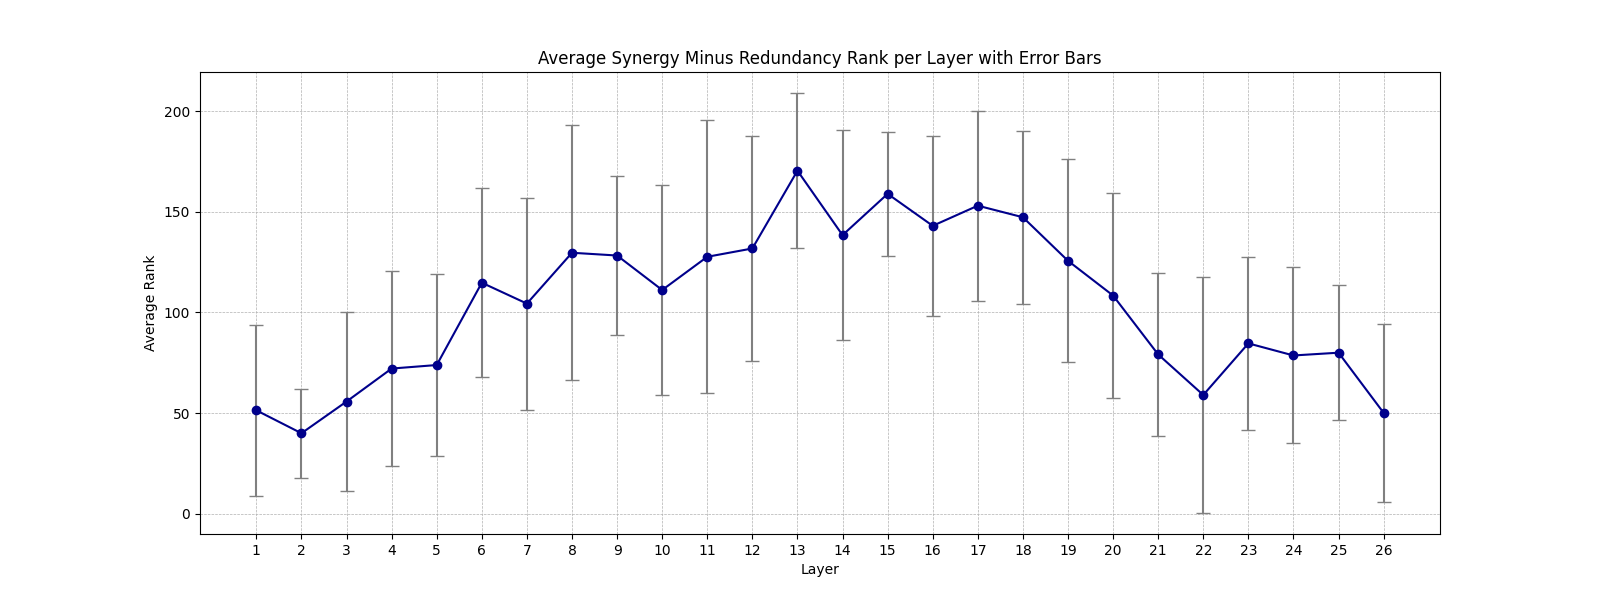 Average Synergy Minus Redundancy Rank per Layer with Error Bars
Average Rank
200
150
100
50
0
1 2 3 4 5 6 7 8 9 10 11 12 13 14 15 16 17 18 19 20 21 22 23 24 25 26
Layer